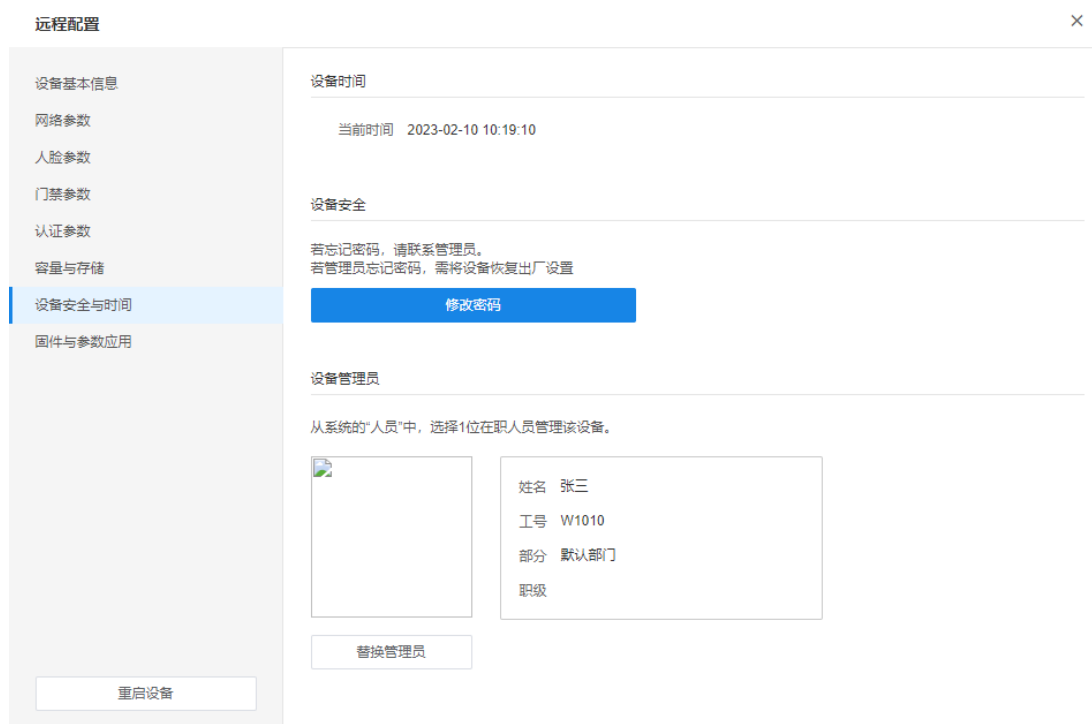 远程配置
设备基本信息
网络参数
人脸参数
门禁参数
认证参数
容量与存储
设备安全与时间
固件与参数应用
重启设备
设备时间
当前时间 2023-02-10 10:19:10
设备安全
若忘记密码，请联系管理员。
若管理员忘记密码，需将设备恢复出厂设置
修改密码
设备管理员
从系统的“人员”中，选择1位在职人员管理该设备。
姓名 张三
工号 W1010
部分 默认部门
职级
替换管理员